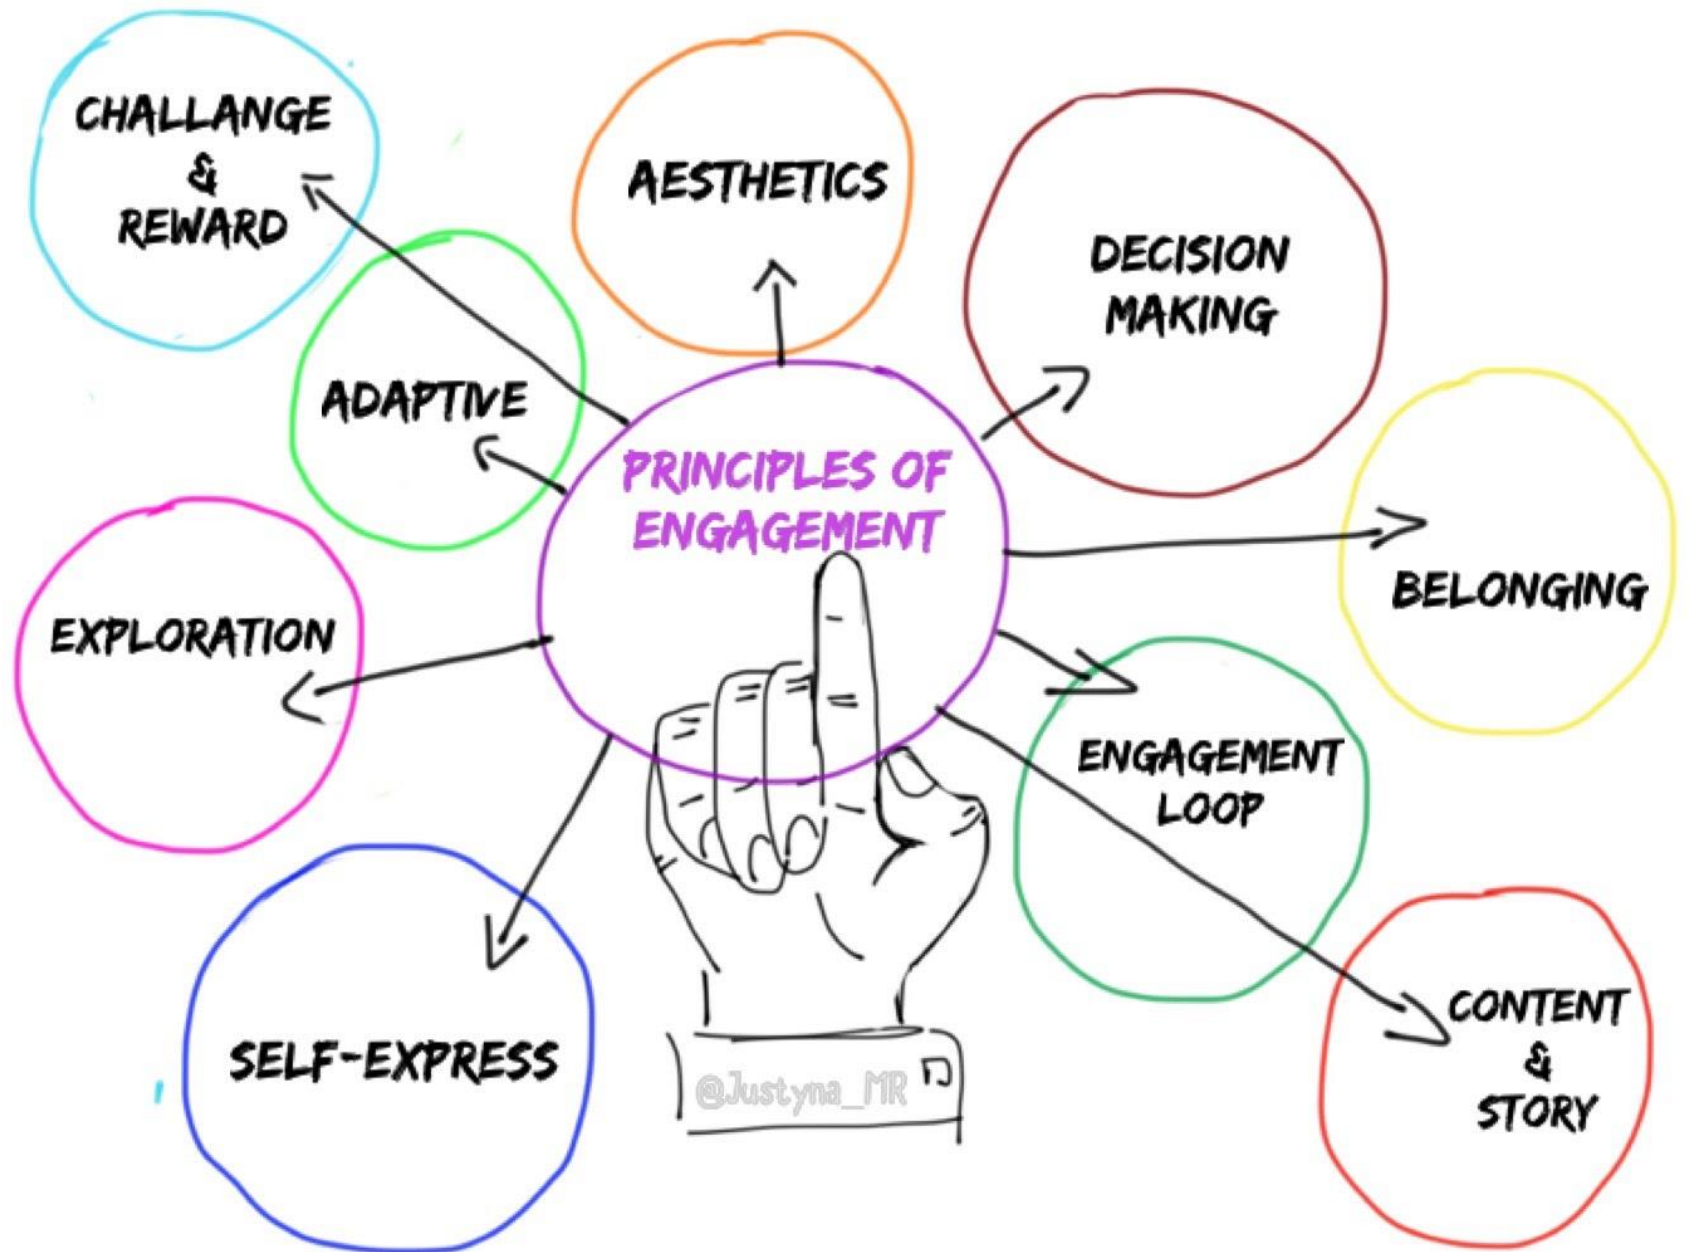 CHALLANGE
&
REWARD
AESTHETICS
DECISION
MAKING
ADAPTIVE
PRINCIPLES OF
ENGAGEMENT
BELONGING
EXPLORATION
ENGAGEMENT
LOOP
SELF-EXPRESS
CONTENT
&
STORY
@Justyna_MR